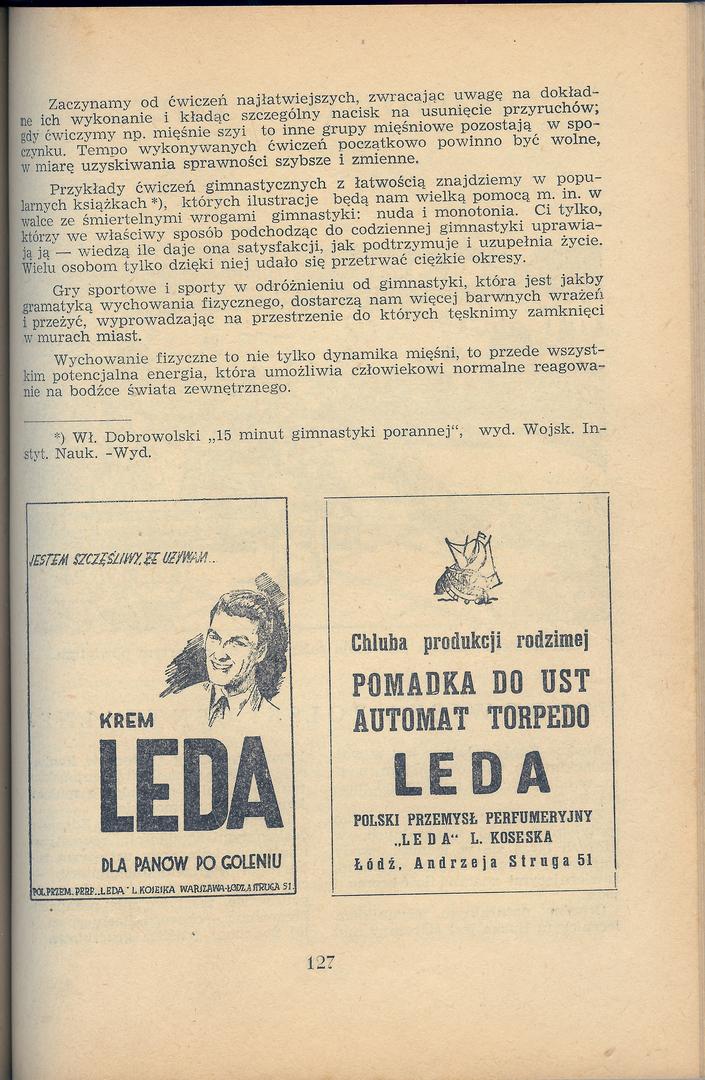 Zaczynamy od ćwiczeń najłatwiejszych, zwracając uwagę na dokład-
ne ich wykonanie i kładąc szczególny nacisk na usunięcie przyruchów;
gdy ćwiczymy np. mięśnie szyi to inne grupy mięśniowe pozostają w spo-
czynku. Tempo wykonywanych ćwiczeń początkowo powinno być wolne,
w miarę uzyskiwania sprawności szybsze i zmienne.
Przykłady ćwiczeń gimnastycznych z łatwością znajdziemy w popu-
larnych książkach *), których ilustracje będą nam wielką pomocą m. in. w
walce ze śmiertelnymi wrogami gimnastyki: nuda i monotonia. Ci tylko,
którzy we właściwy sposób podchodząc do codziennej gimnastyki uprawia-
ją ją — wiedzą ile daje ona satysfakcji, jak podtrzymuje i uzupełnia życie.
Wielu osobom tylko dzięki niej udało się przetrwać ciężkie okresy.
Gry sportowe i sporty w odróżnieniu od gimnastyki, która jest jakby
gramatyką wychowania fizycznego, dostarczą nam więcej barwnych wrażeń
i przeżyć, wyprowadzając na przestrzenie do których tęsknimy zamknięci
w murach miast.
Wychowanie fizyczne to nie tylko dynamika mięśni, to przede wszyst-
kim potencjalna energia, która umożliwia człowiekowi normalne reagowa-
nie na bodźce świata zewnętrznego.
*) Wł. Dobrowolski „15 minut gimnastyki porannej“, wyd. Wojsk. In-
styt. Nauk. -Wyd.
JESTEM SZCZĘŚLIWY, ŻE UŻYWAM..
KREM
LEDA
DLA PANÓW PO GOLENIU
POL.PRZEM. PERF. „LEDA" L. KOSESKA WARSZAWA-ŁÓDŹ, A. STRUGA 51.
Chluba produkcji rodzimej
POMADKA DO UST
AUTOMAT TORPEDO
LEDA
POLSKI PRZEMYSŁ PERFUMERYJNY
„LEDA“ L. KOSESKA
Łódź, Andrzeja Struga 51
127